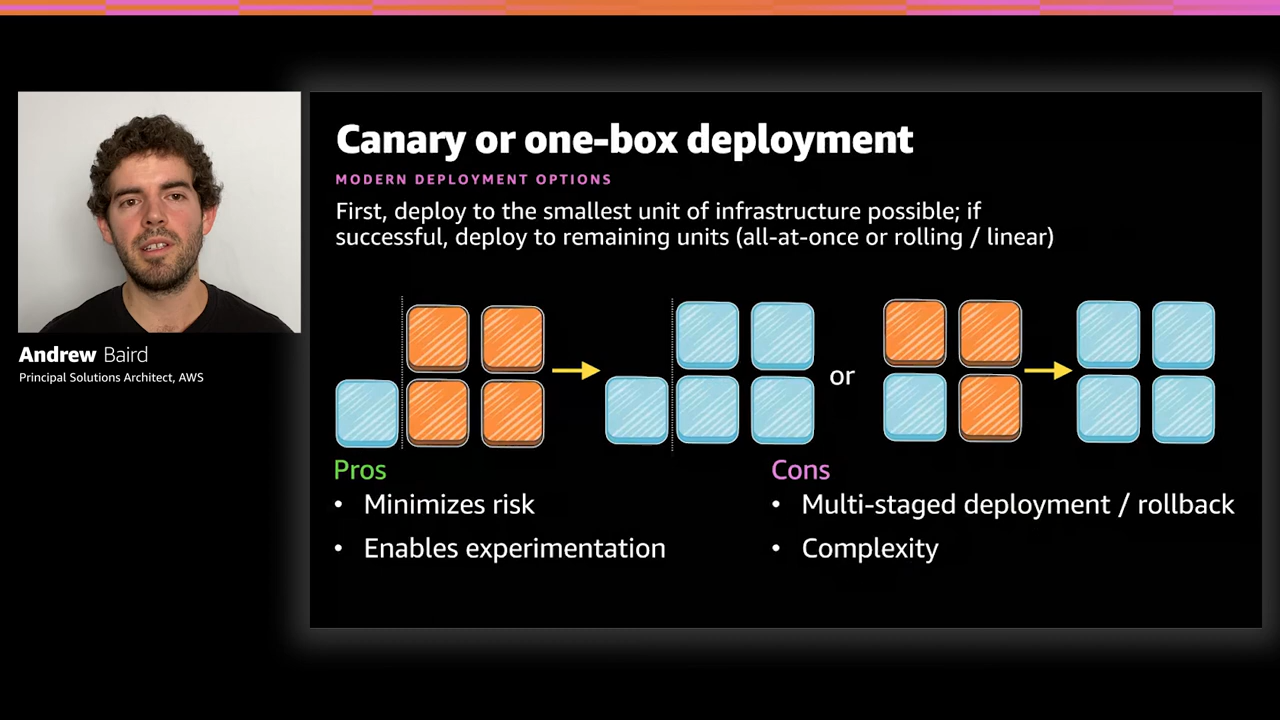 Canary or one-box deployment
MODERN DEPLOYMENT OPTIONS
First, deploy to the smallest unit of infrastructure possible; if
successful, deploy to remaining units (all-at-once or rolling / linear)
Andrew Baird
Principal Solutions Architect, AWS
or
Pros
• Minimizes risk
• Enables experimentation
Cons
• Multi-staged deployment / rollback
• Complexity